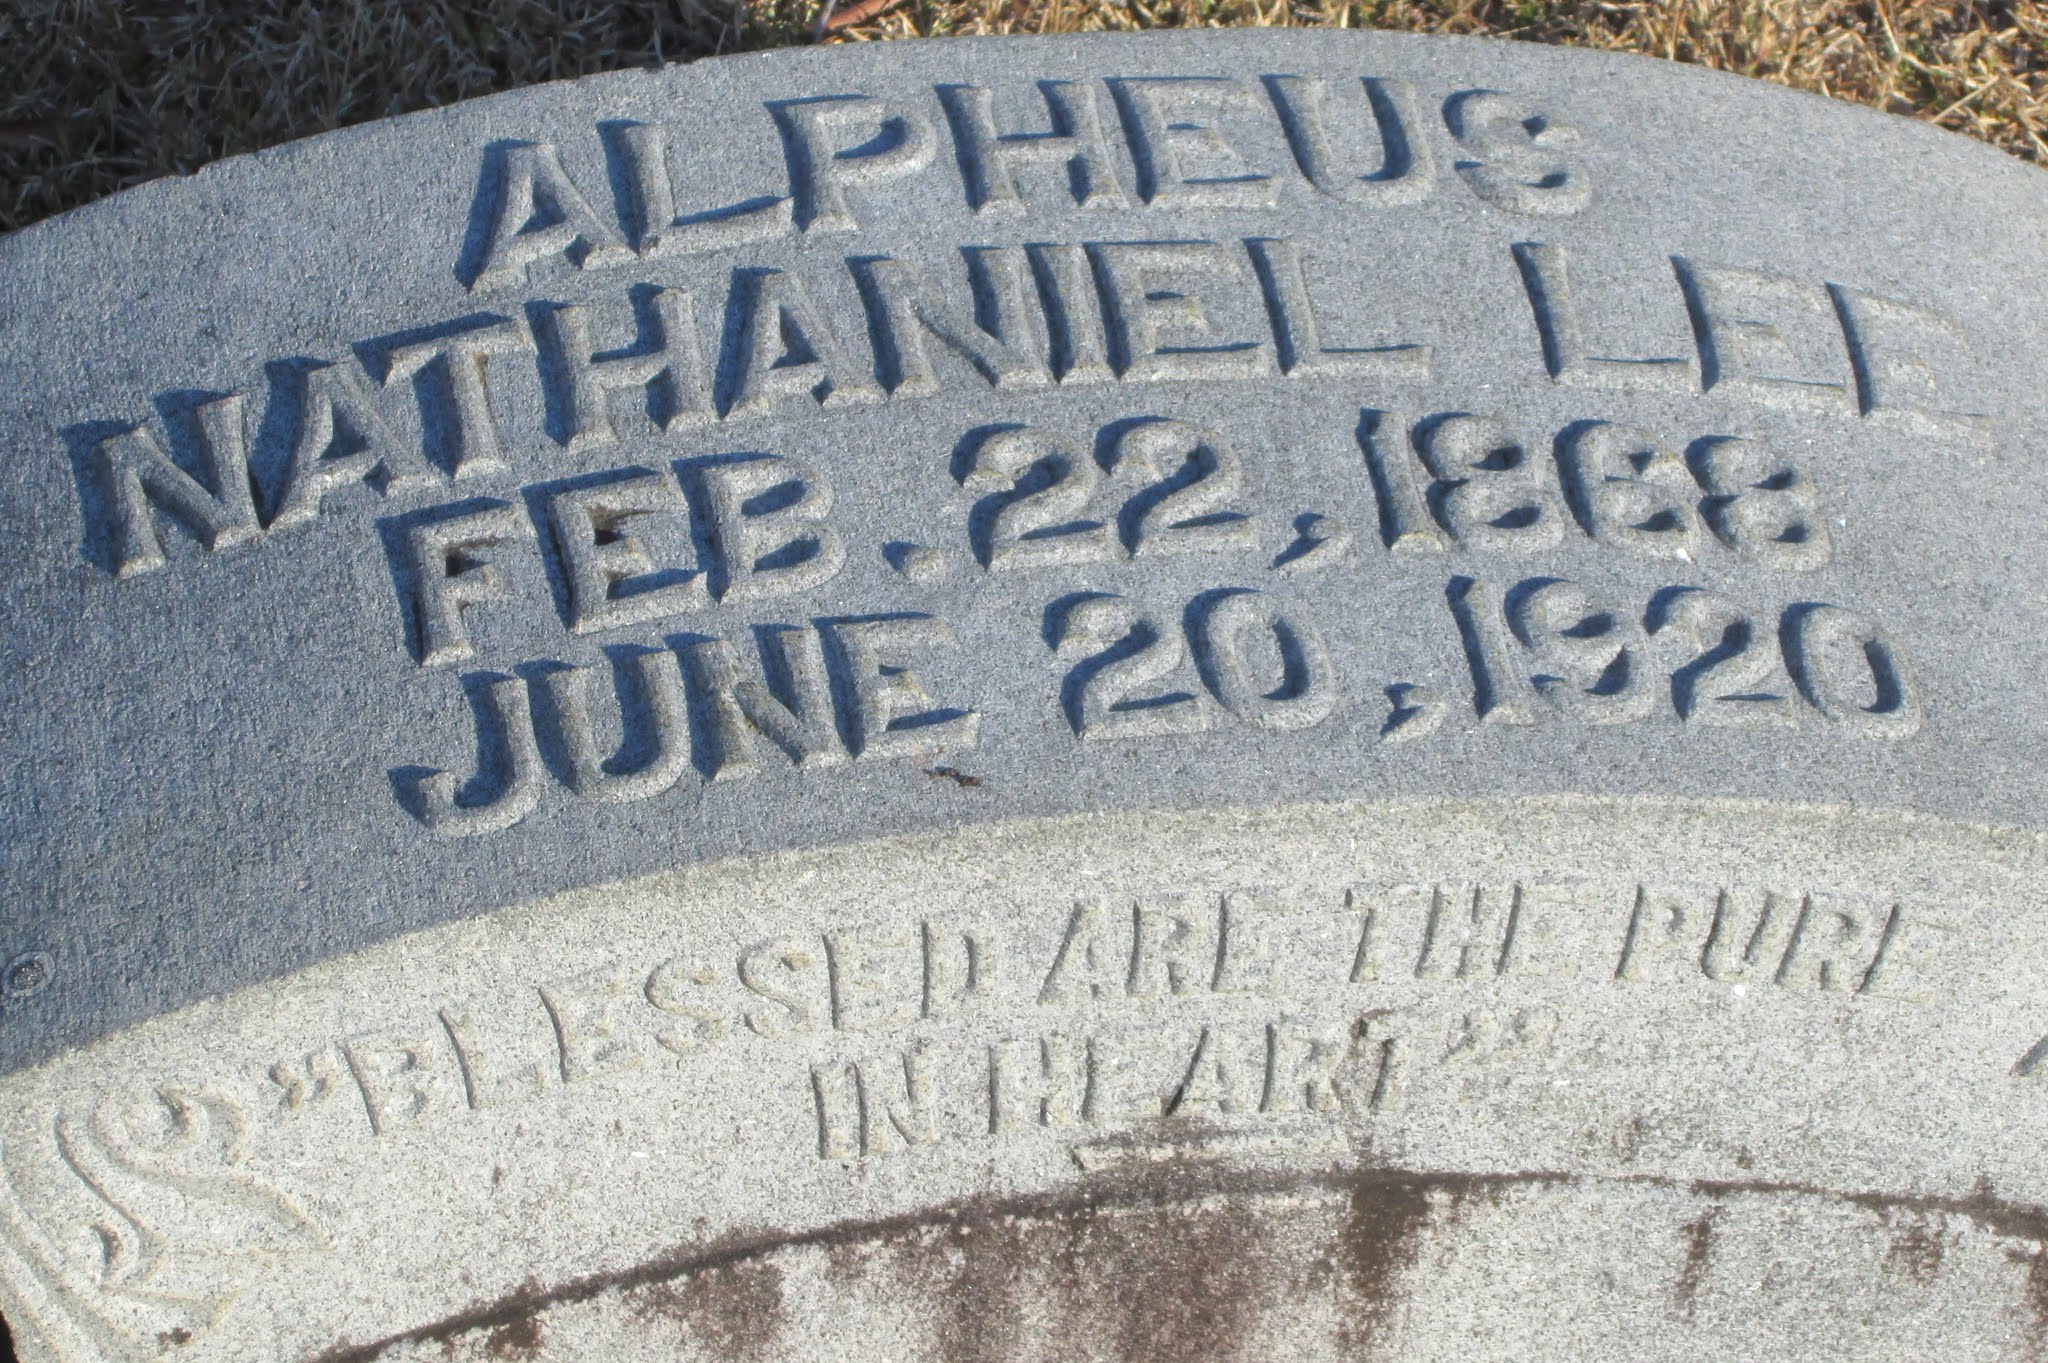 ALPHEUS
NATHANIEL LEE
FEB. 22, 1868
JUNE 20, 1920
"BLESSED ARE THE PURE
IN HEART"